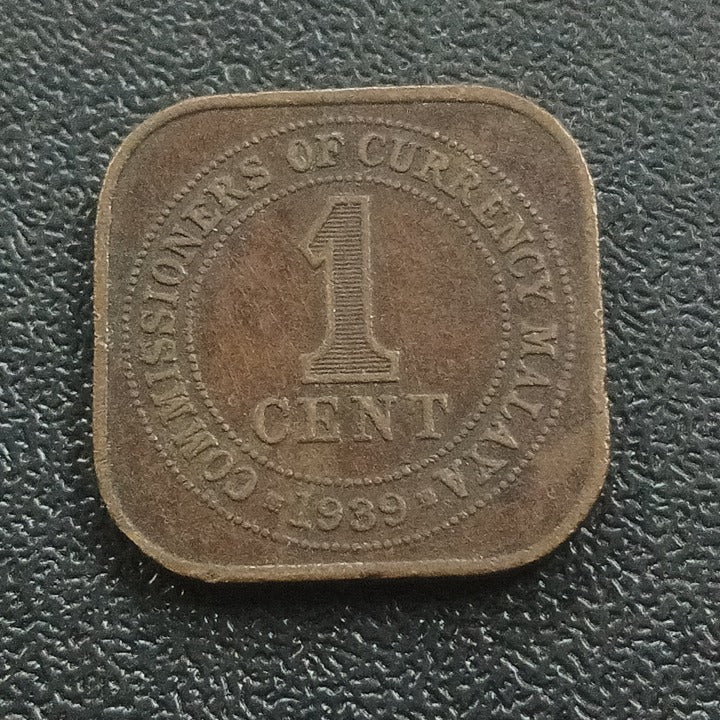 COMMISSIONERS OF CURRENCY MALAYA
1
CENT
1939